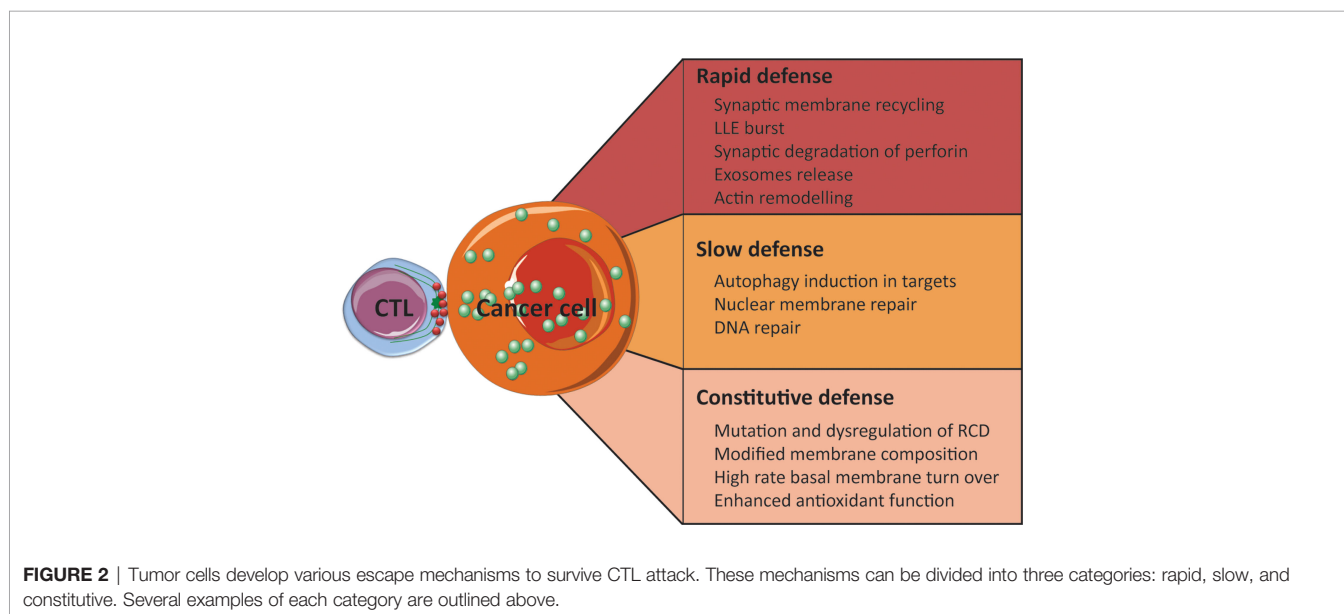 CTL
Cancer cell
Rapid defense
Synaptic membrane recycling
LLE burst
Synaptic degradation of perforin
Exosomes release
Actin remodelling
Slow defense
Autophagy induction in targets
Nuclear membrane repair
DNA repair
Constitutive defense
Mutation and dysregulation of RCD
Modified membrane composition
High rate basal membrane turn over
Enhanced antioxidant function
FIGURE 2 | Tumor cells develop various escape mechanisms to survive CTL attack. These mechanisms can be divided into three categories: rapid, slow, and
constitutive. Several examples of each category are outlined above.